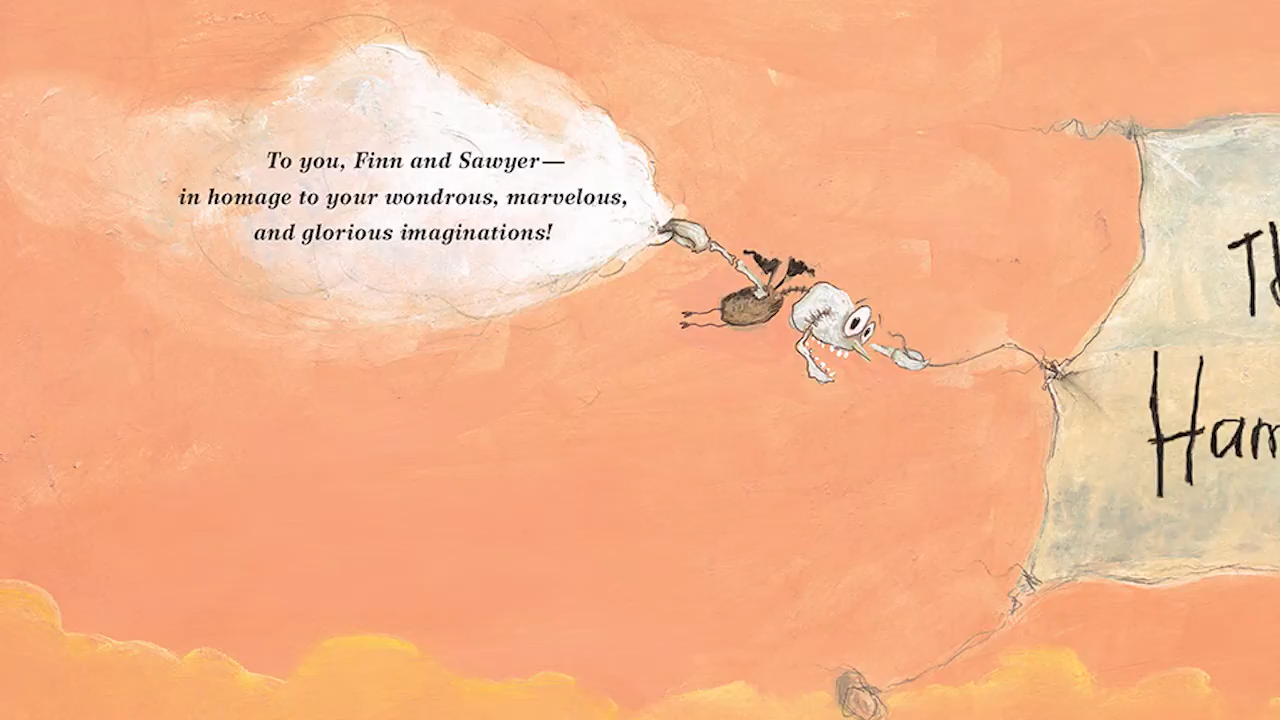 To you, Finn and Sawyer—
in homage to your wondrous, marvelous,
and glorious imaginations!